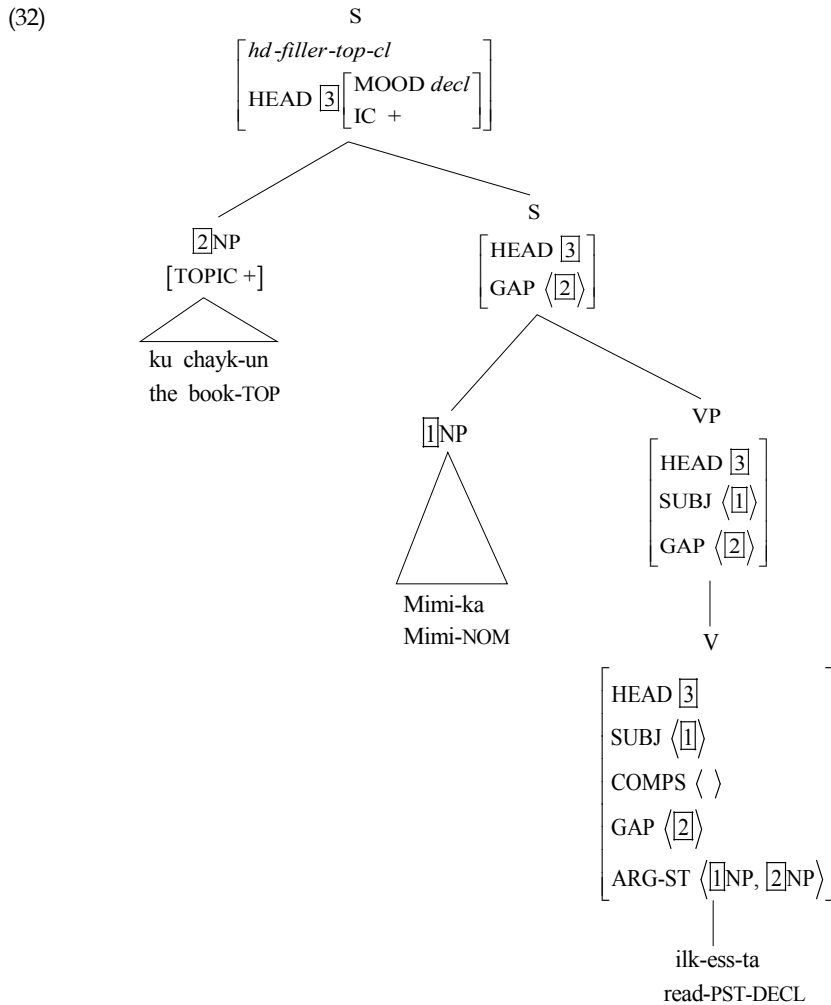 (32)
S
hd-filler-top-cl
HEAD 3 MOOD decl
IC +
2NP
[TOPIC +]
ku chayk-un
the book-TOP
S
HEAD 3
GAP ⟨2⟩
1NP
Mimi-ka
Mimi-NOM
VP
HEAD 3
SUBJ ⟨1⟩
GAP ⟨2⟩
V
HEAD 3
SUBJ ⟨1⟩
COMPS ⟨ ⟩
GAP ⟨2⟩
ARG-ST ⟨1NP, 2NP⟩
ilk-ess-ta
read-PST-DECL